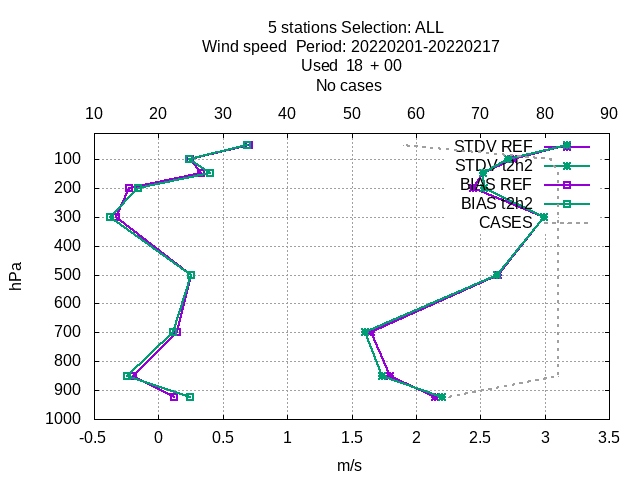 5 stations Selection: ALL
Wind speed  Period: 20220201-20220217
Used  18  + 00
No cases
10 20 30 40 50 60 70 80 90
STDV REF
100
STDV t2h2
200
BIAS REF
BIAS t2h2
300
CASES
400
500
600
700
800
900
1000
hPa
-0.5 0 0.5 1 1.5 2 2.5 3 3.5
m/s